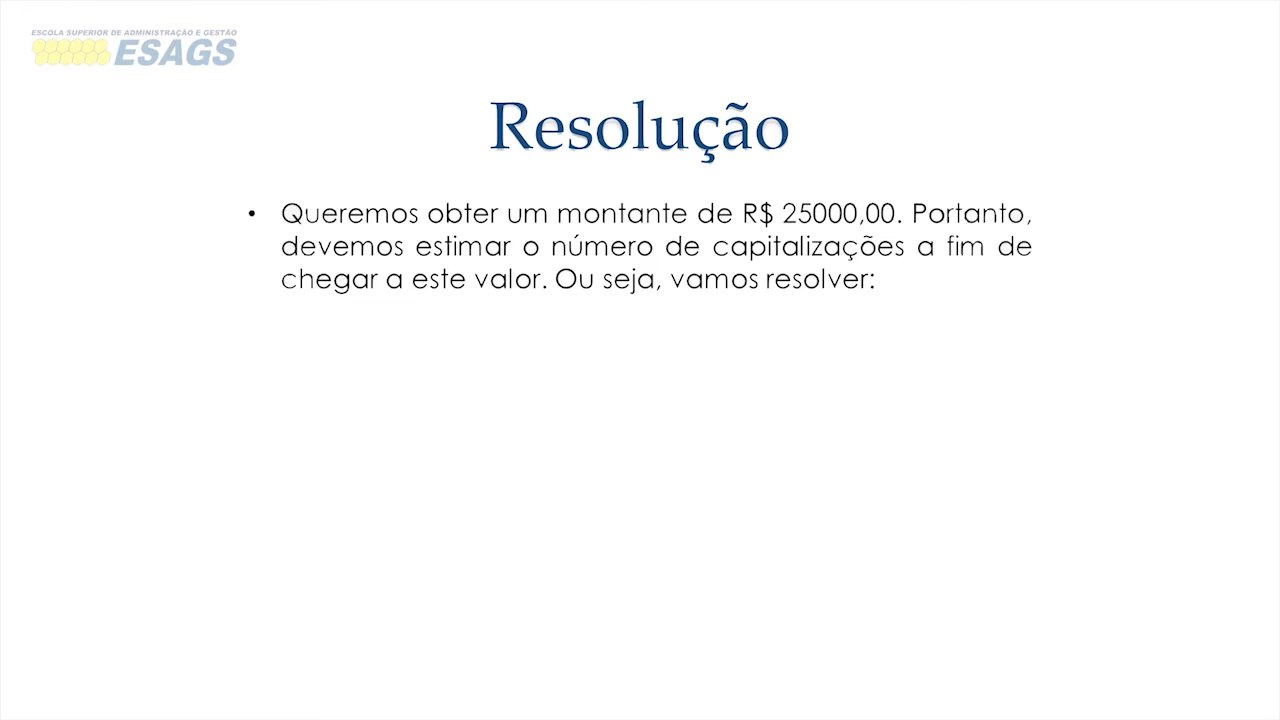 ESCOLA SUPERIOR DE ADMINISTRAÇÃO E GESTÃO
ESAGS
Resolução
• Queremos obter um montante de R$ 25000,00. Portanto,
devemos estimar o número de capitalizações a fim de
chegar a este valor. Ou seja, vamos resolver: